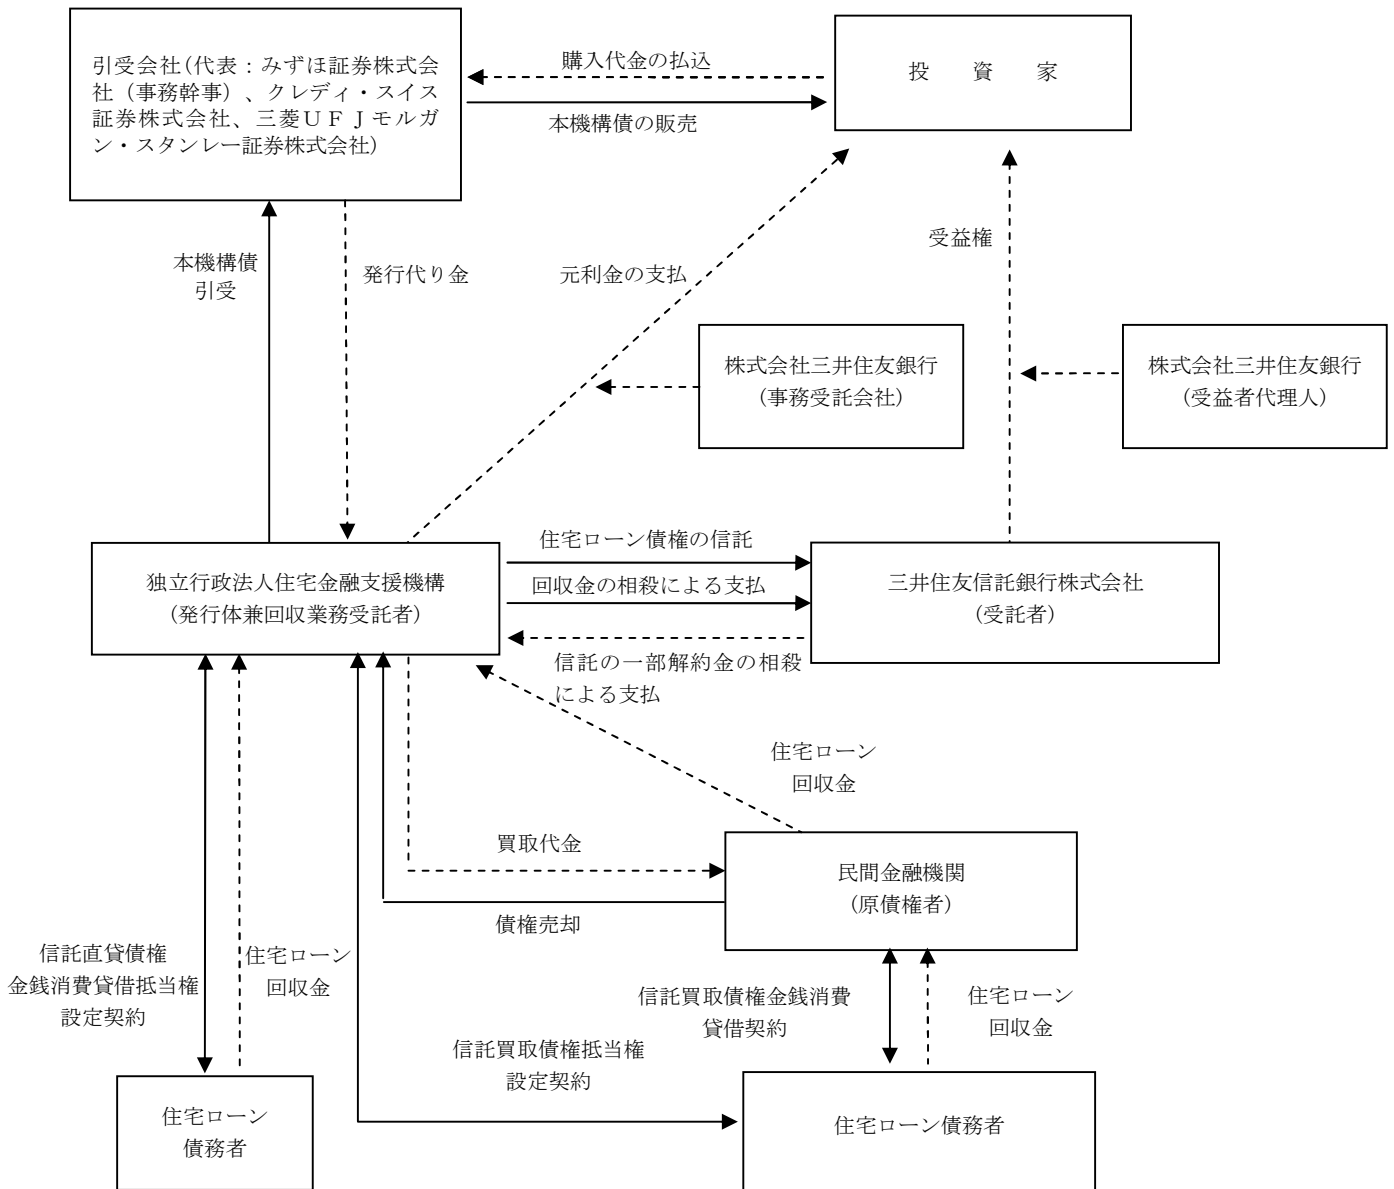 引受会社（代表：みずほ証券株式会
社（事務幹事）、クレディ・スイス
証券株式会社、三菱ＵＦＪモルガ
ン・スタンレー証券株式会社）
購入代金の払込
本機構債の販売
投　資　家
本機構債
引受
発行代り金
元利金の支払
受益権
株式会社三井住友銀行
（事務受託会社）
株式会社三井住友銀行
（受益者代理人）
独立行政法人住宅金融支援機構
（発行体兼回収業務受託者）
住宅ローン債権の信託
回収金の相殺による支払
信託の一部解約金の相殺
による支払
三井住友信託銀行株式会社
（受託者）
住宅ローン
回収金
買取代金
債権売却
民間金融機関
（原債権者）
信託直貸債権
金銭消費貸借抵当権
設定契約
住宅ローン
回収金
信託買取債権金銭消費
貸借契約
住宅ローン
回収金
信託買取債権抵当権
設定契約
住宅ローン
債務者
住宅ローン債務者